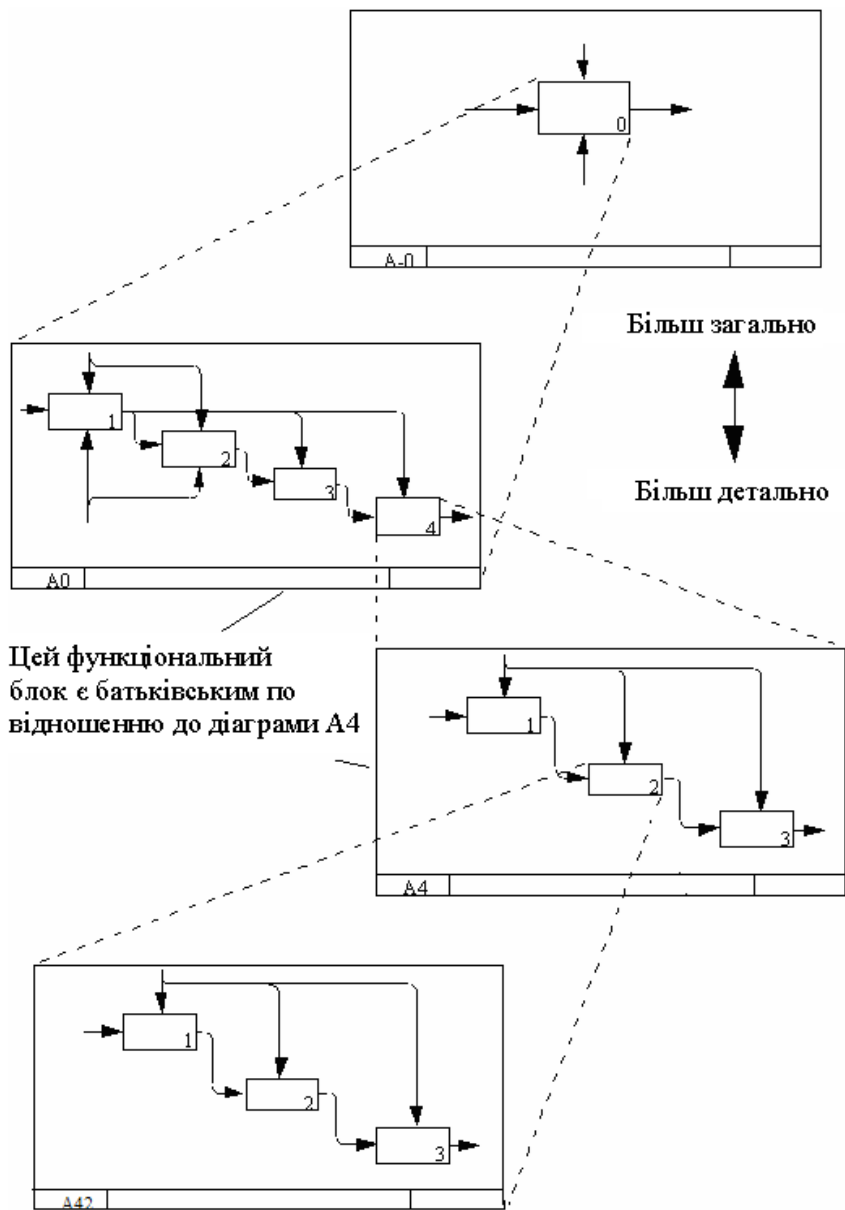 0
A-0
Більш загально
Більш детально
1
2
3
4
A0
Цей функціональний
блок є батьківським по
відношенню до діаграми А4
1
2
3
A4
1
2
3
A42